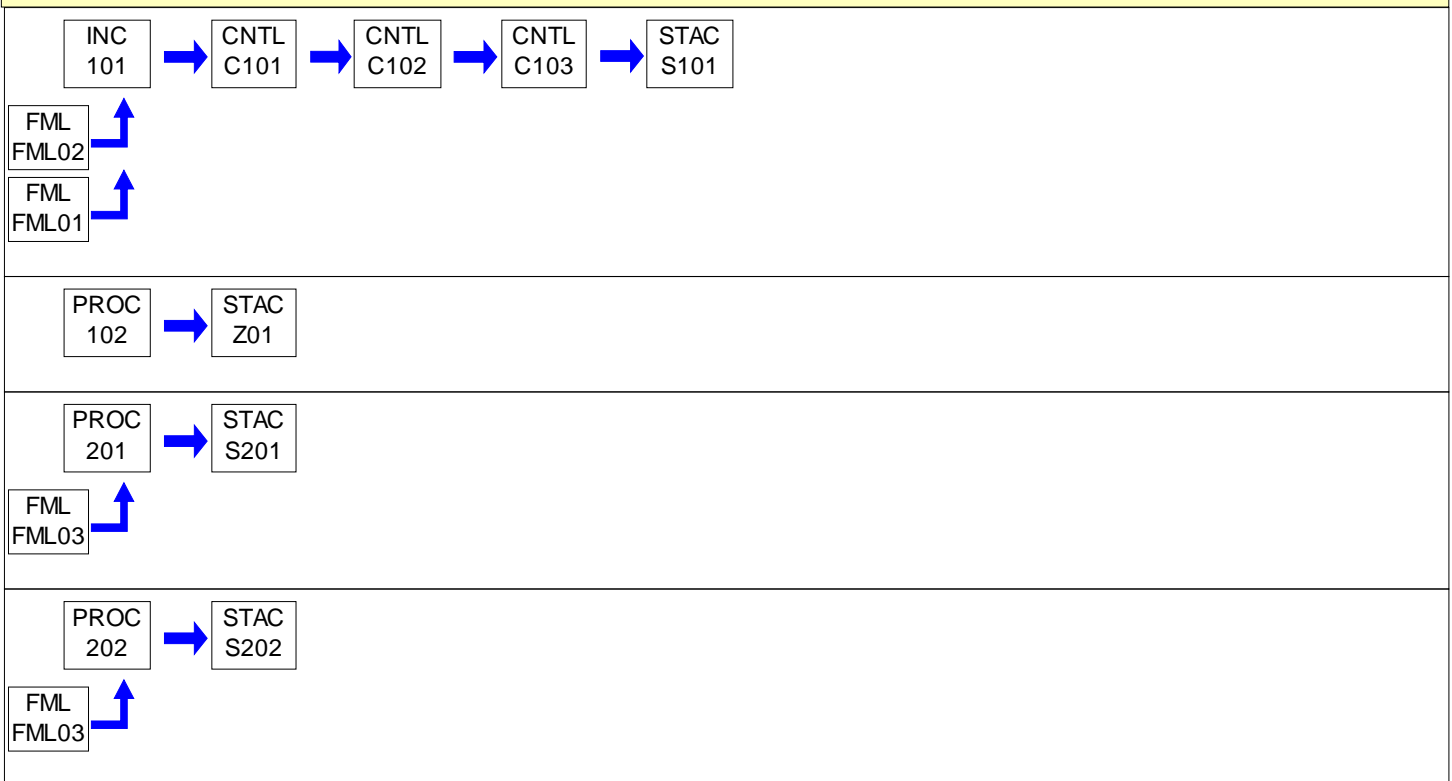 INC
101
CNTL
C101
CNTL
C102
CNTL
C103
STAC
S101
FML
FML02
FML
FML01
PROC
102
STAC
Z01
PROC
201
STAC
S201
FML
FML03
PROC
202
STAC
S202
FML
FML03